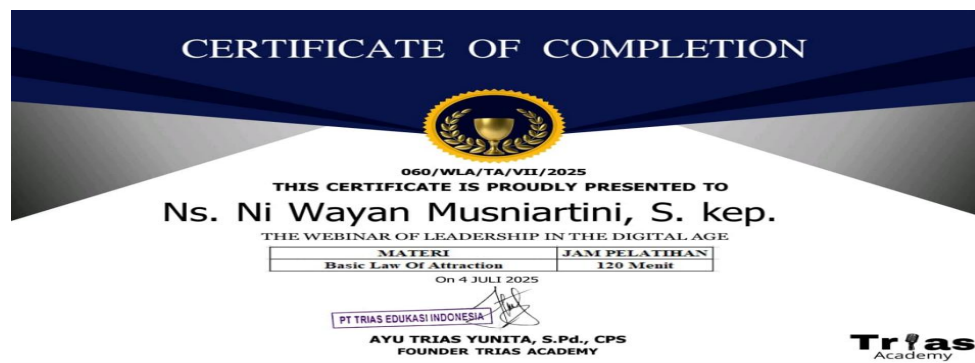 CERTIFICATE OF COMPLETION
060/WLA/TA/VII/2025
THIS CERTIFICATE IS PROUDLY PRESENTED TO
Ns. Ni Wayan Musniartini, S. kep.
THE WEBINAR OF LEADERSHIP IN THE DIGITAL AGE
MATERI JAM PELATIHAN
Basic Law Of Attraction 120 Menit
On 4 JULI 2025
PT TRIAS EDUKASI INDONESIA
AYU TRIAS YUNITA, S.Pd., CPS
FOUNDER TRIAS ACADEMY
Trias
Academy